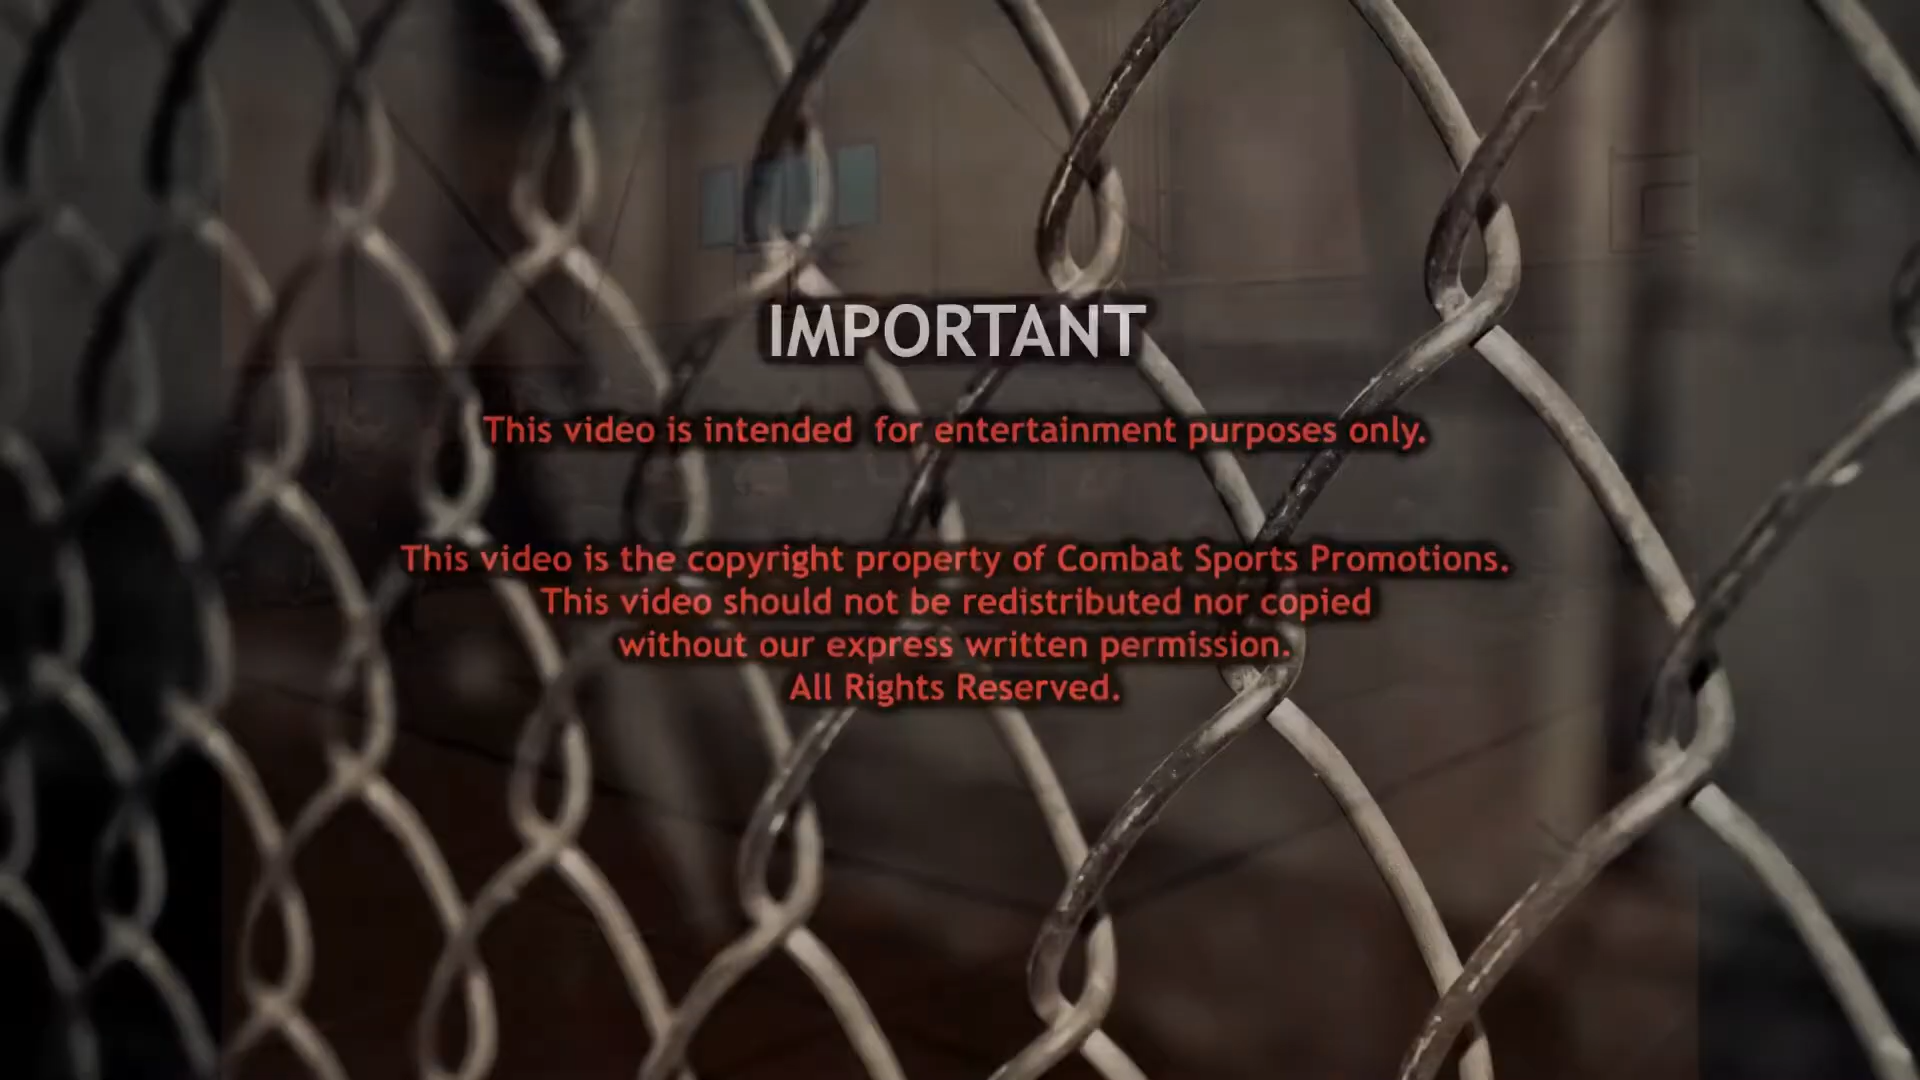 IMPORTANT
This video is intended for entertainment purposes only.
This video is the copyright property of Combat Sports Promotions.
This video should not be redistributed nor copied
without our express written permission.
All Rights Reserved.